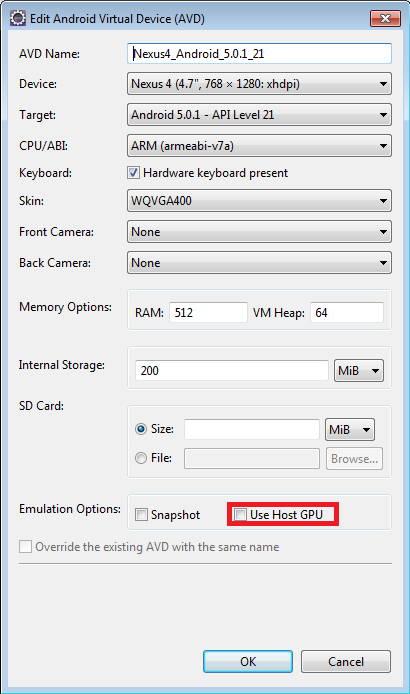 Edit Android Virtual Device (AVD)
AVD Name: Nexus4_Android_5.0.1_21
Device: Nexus 4 (4.7", 768 × 1280: xhdpi)
Target: Android 5.0.1 - API Level 21
CPU/ABI: ARM (armeabi-v7a)
Keyboard: Hardware keyboard present
Skin: WQVGA400
Front Camera: None
Back Camera: None
Memory Options: RAM: 512 VM Heap: 64
Internal Storage: 200 MiB
SD Card:
Size: MiB
File: Browse...
Emulation Options: Snapshot Use Host GPU
Override the existing AVD with the same name
OK Cancel